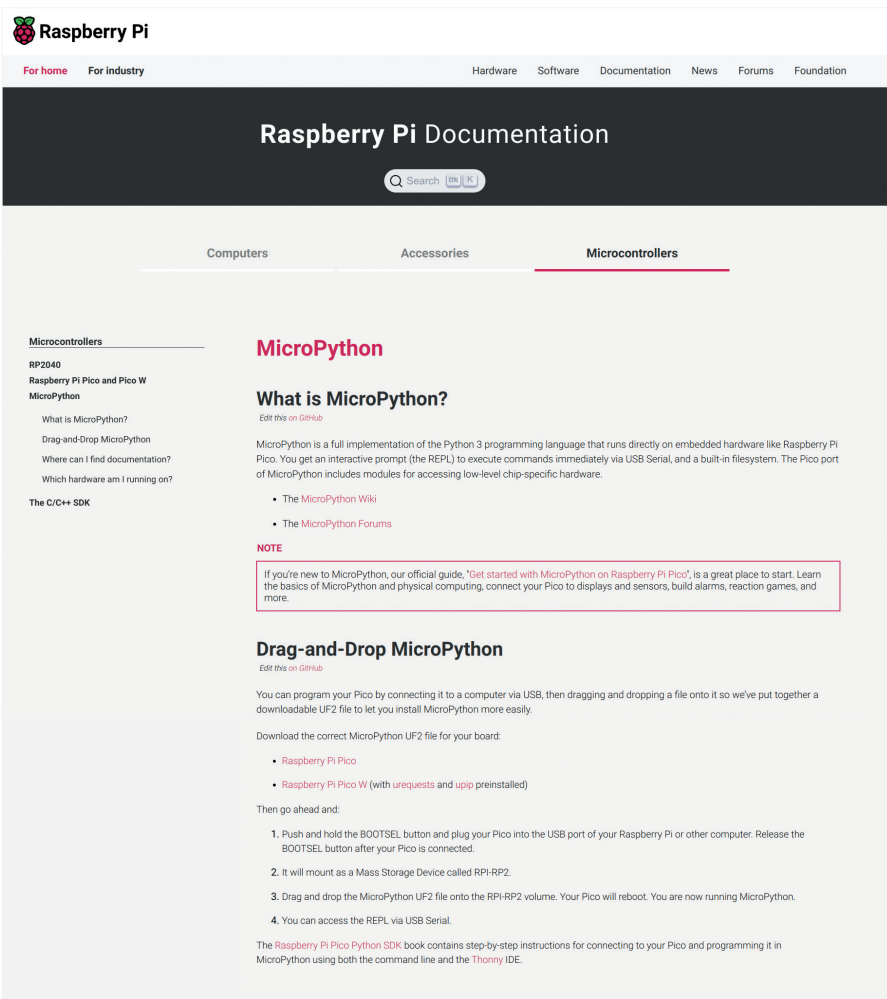 Raspberry Pi
For home For industry Hardware Software Documentation News Forums Foundation
Raspberry Pi Documentation
Search K
Computers Accessories Microcontrollers
Microcontrollers
RP2040
Raspberry Pi Pico and Pico W
MicroPython
What is MicroPython?
Drag-and-Drop MicroPython
Where can I find documentation?
Which hardware am I running on?
The C/C++ SDK
MicroPython
What is MicroPython?
Edit this on GitHub
MicroPython is a full implementation of the Python 3 programming language that runs directly on embedded hardware like Raspberry Pi
Pico. You get an interactive prompt (the REPL) to execute commands immediately via USB Serial, and a built-in filesystem. The Pico port
of MicroPython includes modules for accessing low-level chip-specific hardware.
• The MicroPython Wiki
• The MicroPython Forums
NOTE
If you're new to MicroPython, our official guide, "Get started with MicroPython on Raspberry Pi Pico", is a great place to start. Learn
the basics of MicroPython and physical computing, connect your Pico to displays and sensors, build alarms, reaction games, and
more.
Drag-and-Drop MicroPython
Edit this on GitHub
You can program your Pico by connecting it to a computer via USB, then dragging and dropping a file onto it so we've put together a
downloadable UF2 file to let you install MicroPython more easily.
Download the correct MicroPython UF2 file for your board:
• Raspberry Pi Pico
• Raspberry Pi Pico W (with urequests and upip preinstalled)
Then go ahead and:
1. Push and hold the BOOTSEL button and plug your Pico into the USB port of your Raspberry Pi or other computer. Release the
BOOTSEL button after your Pico is connected.
2. It will mount as a Mass Storage Device called RPI-RP2.
3. Drag and drop the MicroPython UF2 file onto the RPI-RP2 volume. Your Pico will reboot. You are now running MicroPython.
4. You can access the REPL via USB Serial.
The Raspberry Pi Pico Python SDK book contains step-by-step instructions for connecting to your Pico and programming it in
MicroPython using both the command line and the Thonny IDE.